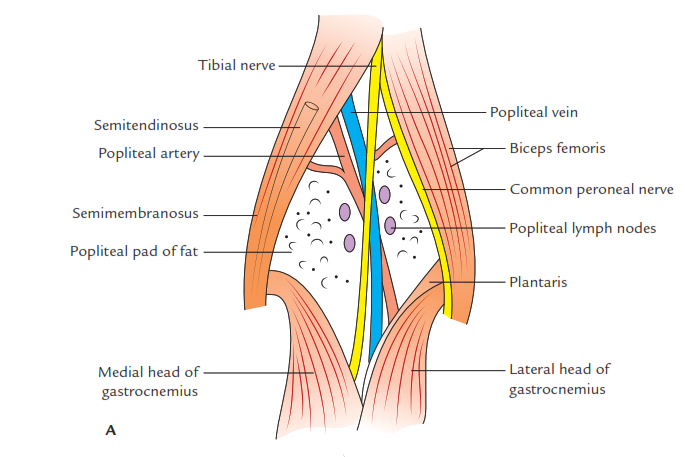 Tibial nerve
Semitendinosus
Popliteal artery
Semimembranosus
Popliteal pad of fat
Medial head of
gastrocnemius
A
Popliteal vein
Biceps femoris
Common peroneal nerve
Popliteal lymph nodes
Plantaris
Lateral head of
gastrocnemius